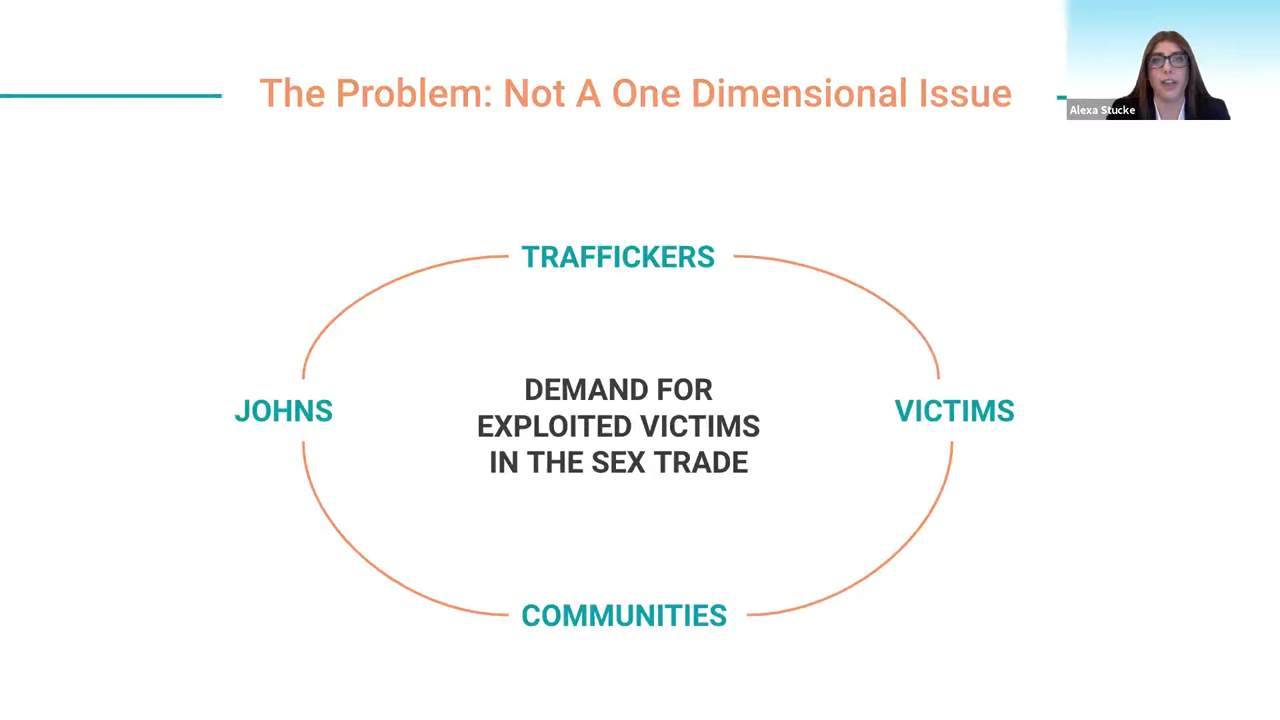 The Problem: Not A One Dimensional Issue
Alexa Stucke
TRAFFICKERS
JOHNS
DEMAND FOR
EXPLOITED VICTIMS
IN THE SEX TRADE
VICTIMS
COMMUNITIES